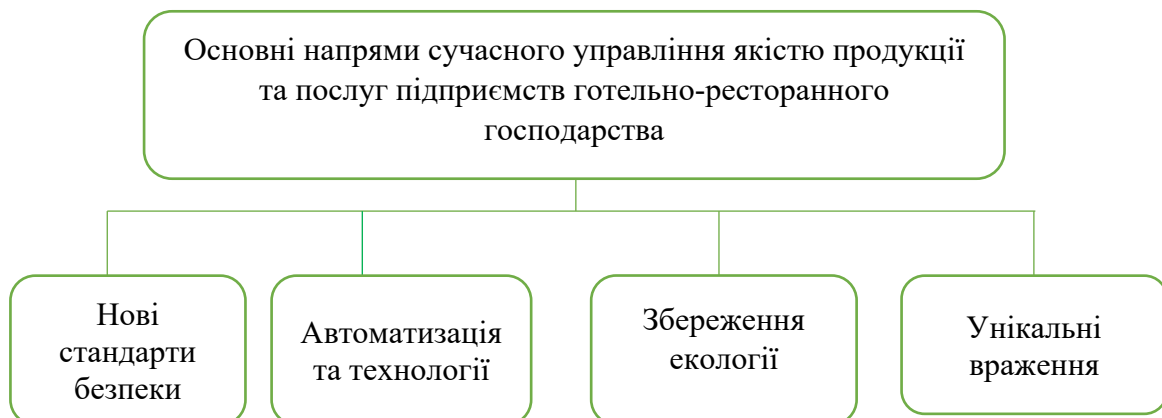 Основні напрями сучасного управління якістю продукції
та послуг підприємств готельно-ресторанного
господарства
Нові
стандарти
безпеки
Автоматизація
та технології
Збереження
екології
Унікальні
враження